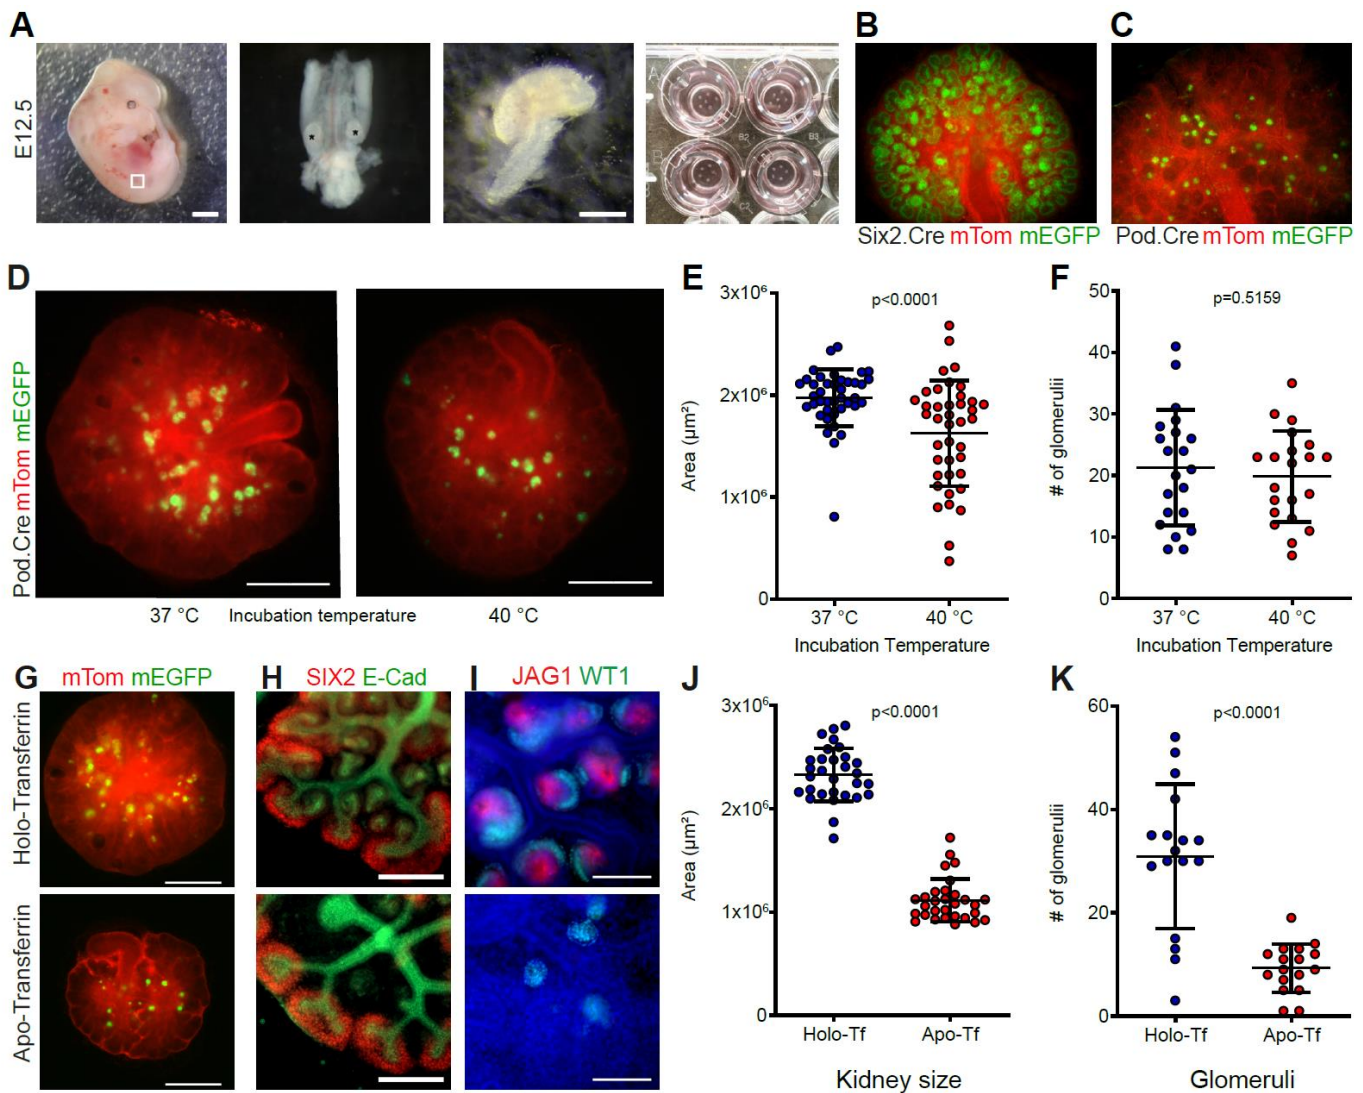 A
B
C
E12.5
A
B2
B3
B
C2
Six2.Cre mTom mEGFP
Pod.Cre mTom mEGFP
D
E
F
Pod.Cre mTom mEGFP
37 °C Incubation temperature 40 °C
3x10⁶
2x10⁶
1x10⁶
0
Area (µm²)
p<0.0001
37 °C 40 °C
Incubation Temperature
50
40
30
20
10
0
# of glomerulii
p=0.5159
37 °C 40 °C
Incubation Temperature
G mTom mEGFP
H SIX2 E-Cad
I JAG1 WT1
Holo-Transferrin
Apo-Transferrin
J
3x10⁶
2x10⁶
1x10⁶
0
Area (µm²)
p<0.0001
Holo-Tf Apo-Tf
Kidney size
K
60
40
20
0
# of glomerulii
p<0.0001
Holo-Tf Apo-Tf
Glomeruli